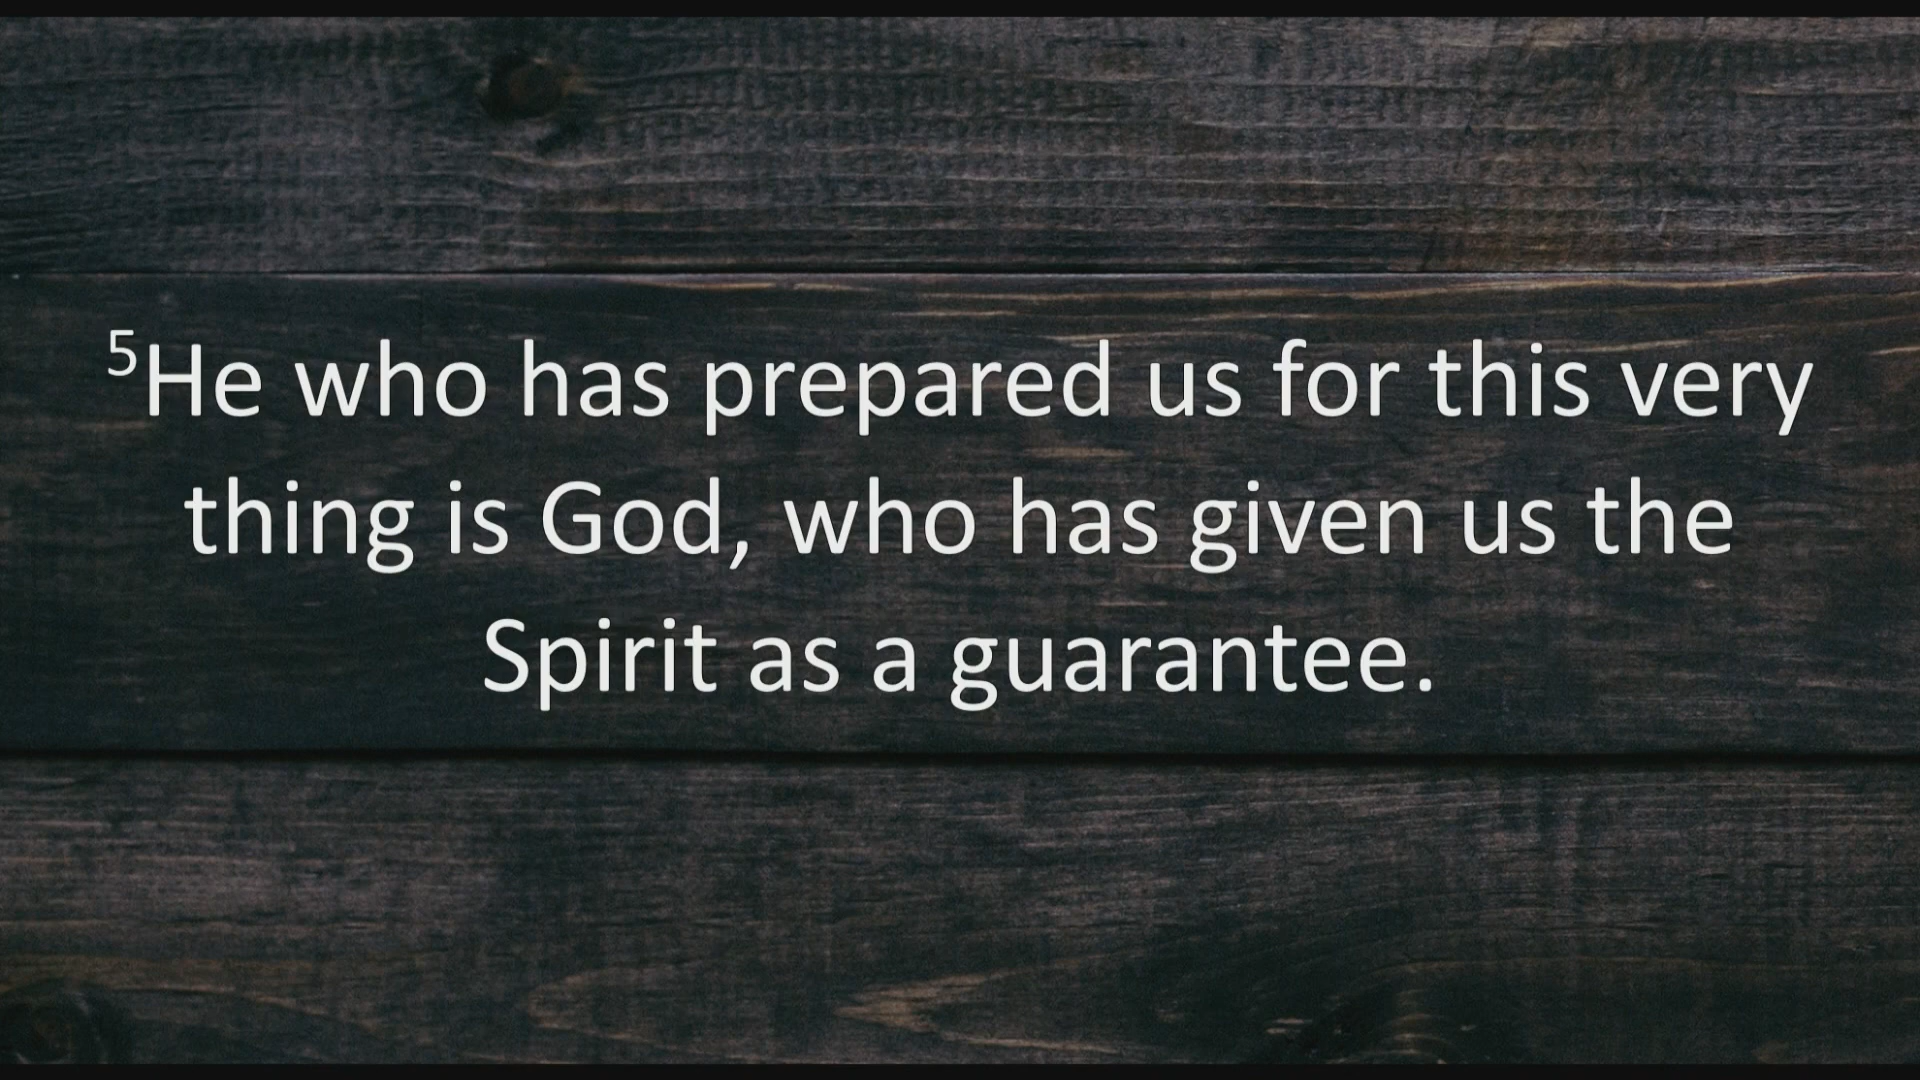 ⁵He who has prepared us for this very
thing is God, who has given us the
Spirit as a guarantee.